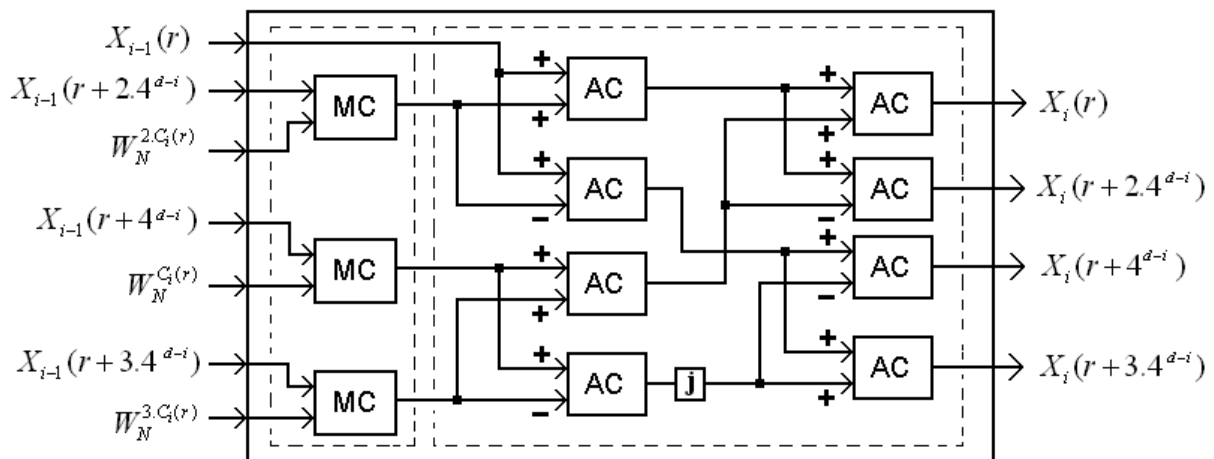 X_{i-1}(r)
X_{i-1}(r + 2.4^{d-i})
W_N^{2.C_i(r)}
X_{i-1}(r + 4^{d-i})
W_N^{C_i(r)}
X_{i-1}(r + 3.4^{d-i})
W_N^{3.C_i(r)}
MC
MC
MC
+
+
AC
+
−
AC
+
+
AC
+
−
AC
j
+
+
AC
+
−
AC
+
−
AC
+
+
AC
X_i(r)
X_i(r + 2.4^{d-i})
X_i(r + 4^{d-i})
X_i(r + 3.4^{d-i})